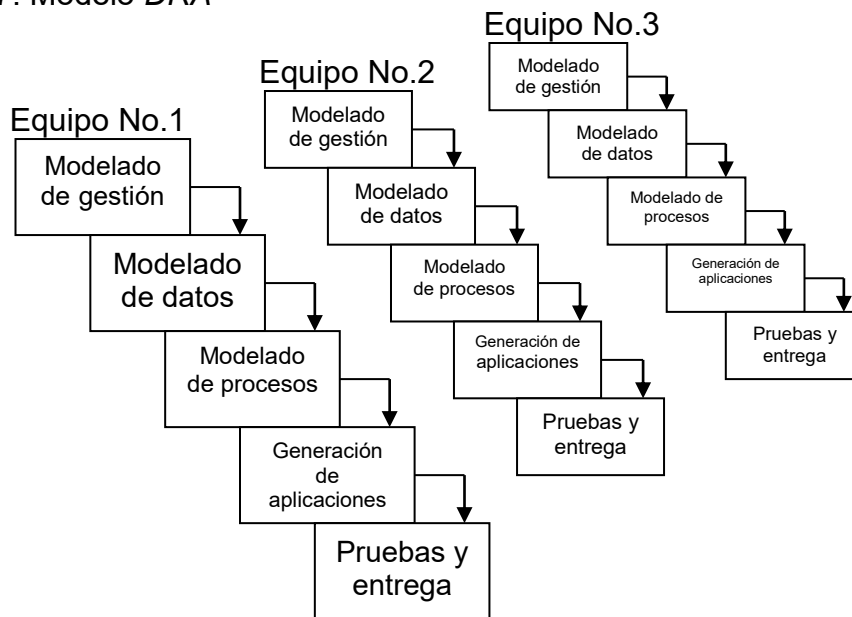 Modelo DRA
Equipo No.1
Modelado
de gestión
Modelado
de datos
Modelado
de procesos
Generación
de
aplicaciones
Pruebas y
entrega
Equipo No.2
Modelado
de gestión
Modelado
de datos
Modelado
de procesos
Generación de
aplicaciones
Pruebas y
entrega
Equipo No.3
Modelado
de gestión
Modelado
de datos
Modelado de
procesos
Generación de
aplicaciones
Pruebas y
entrega